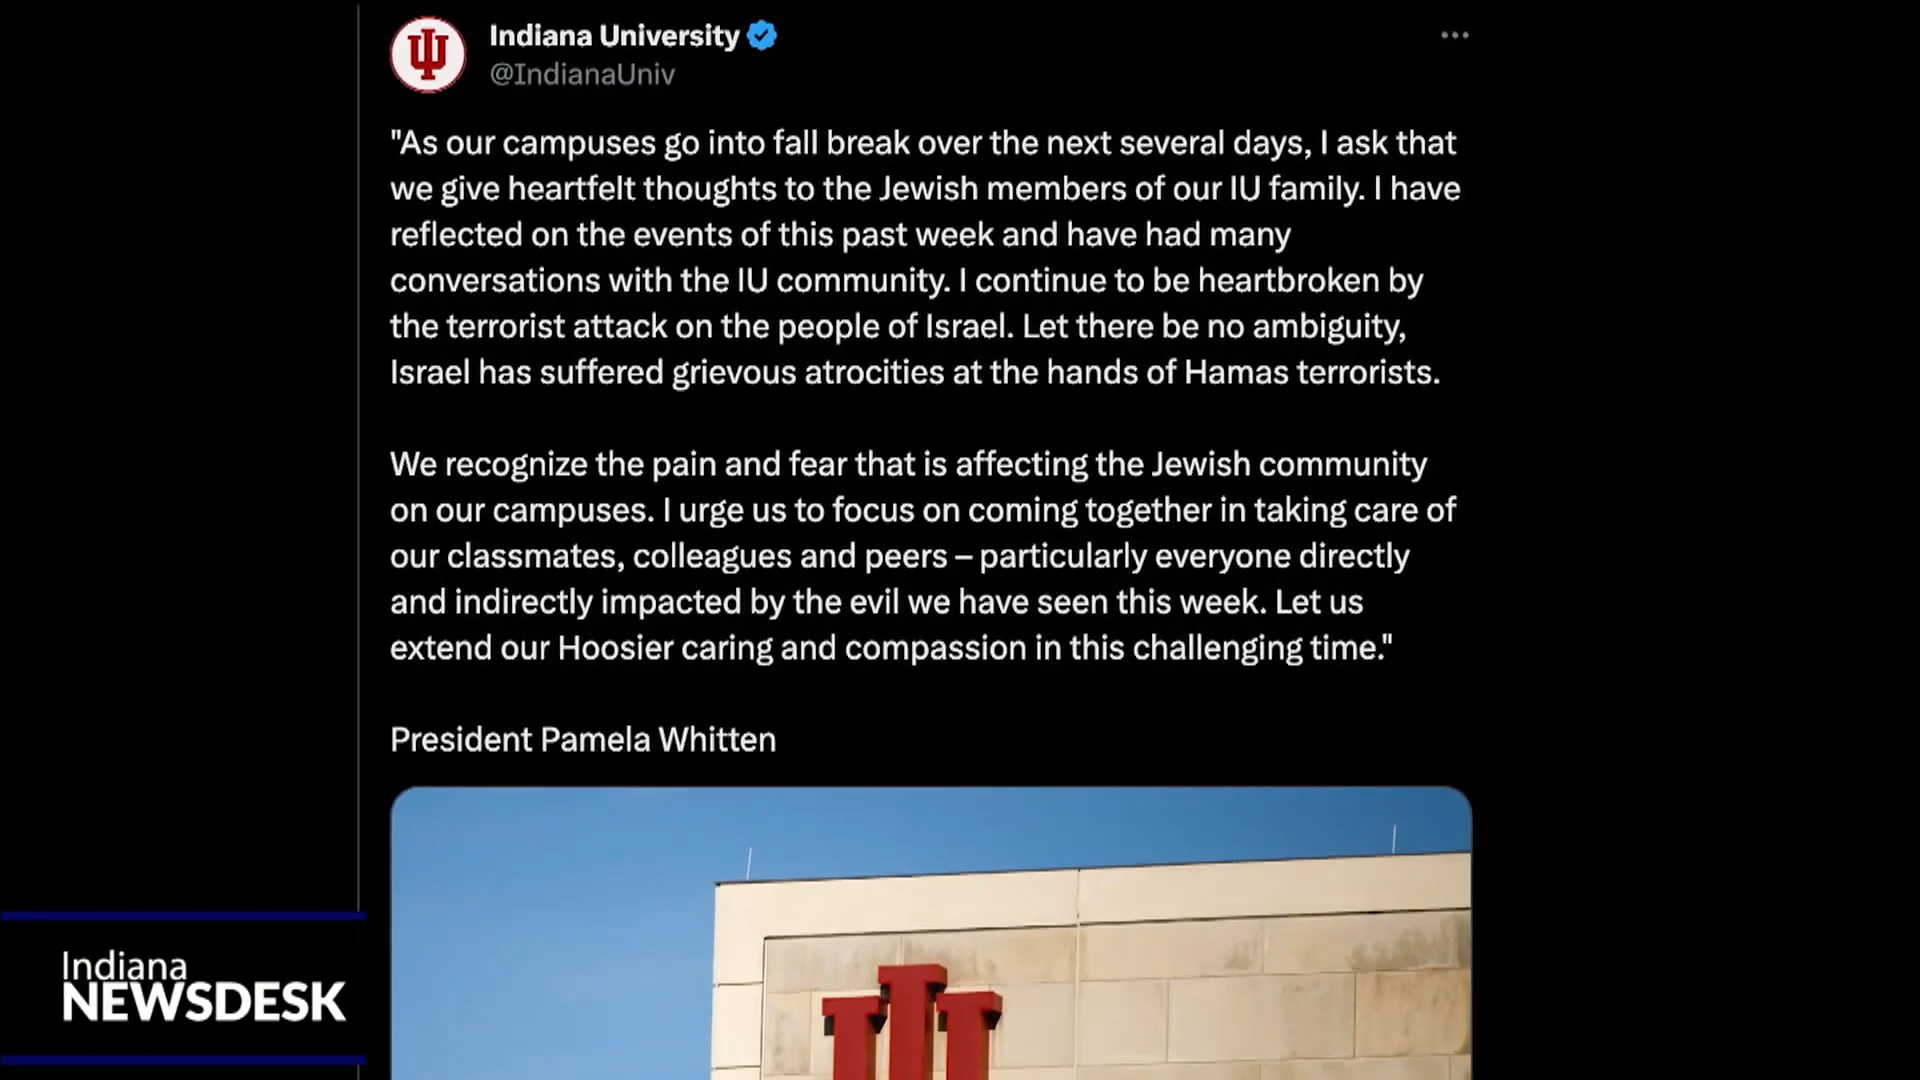 Indiana University
@IndianaUniv
"As our campuses go into fall break over the next several days, I ask that
we give heartfelt thoughts to the Jewish members of our IU family. I have
reflected on the events of this past week and have had many
conversations with the IU community. I continue to be heartbroken by
the terrorist attack on the people of Israel. Let there be no ambiguity,
Israel has suffered grievous atrocities at the hands of Hamas terrorists.
We recognize the pain and fear that is affecting the Jewish community
on our campuses. I urge us to focus on coming together in taking care of
our classmates, colleagues and peers – particularly everyone directly
and indirectly impacted by the evil we have seen this week. Let us
extend our Hoosier caring and compassion in this challenging time."
President Pamela Whitten
Indiana
NEWSDESK